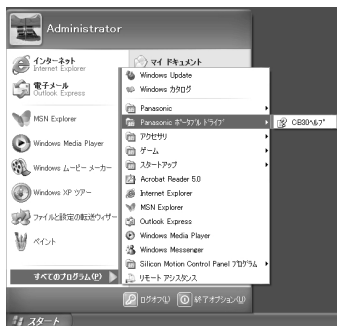 Administrator
インターネット
Internet Explorer
電子メール
Outlook Express
MSN Explorer
Windows Media Player
Windows ムービー メーカー
Windows XP ツアー
ファイルと設定の転送ウィザー
ペイント
すべてのプログラム(P)
マイ ドキュメント
Windows Update
Windows カタログ
Panasonic
Panasonic ポータブル ドライブ
アクセサリ
ゲーム
スタートアップ
Acrobat Reader 5.0
Internet Explorer
MSN Explorer
Outlook Express
Windows Media Player
Windows Messenger
Silicon Motion Control Panel プログラム
リモート アシスタンス
CB30ヘルプ
ログオフ(L)
終了オプション(U)
スタート